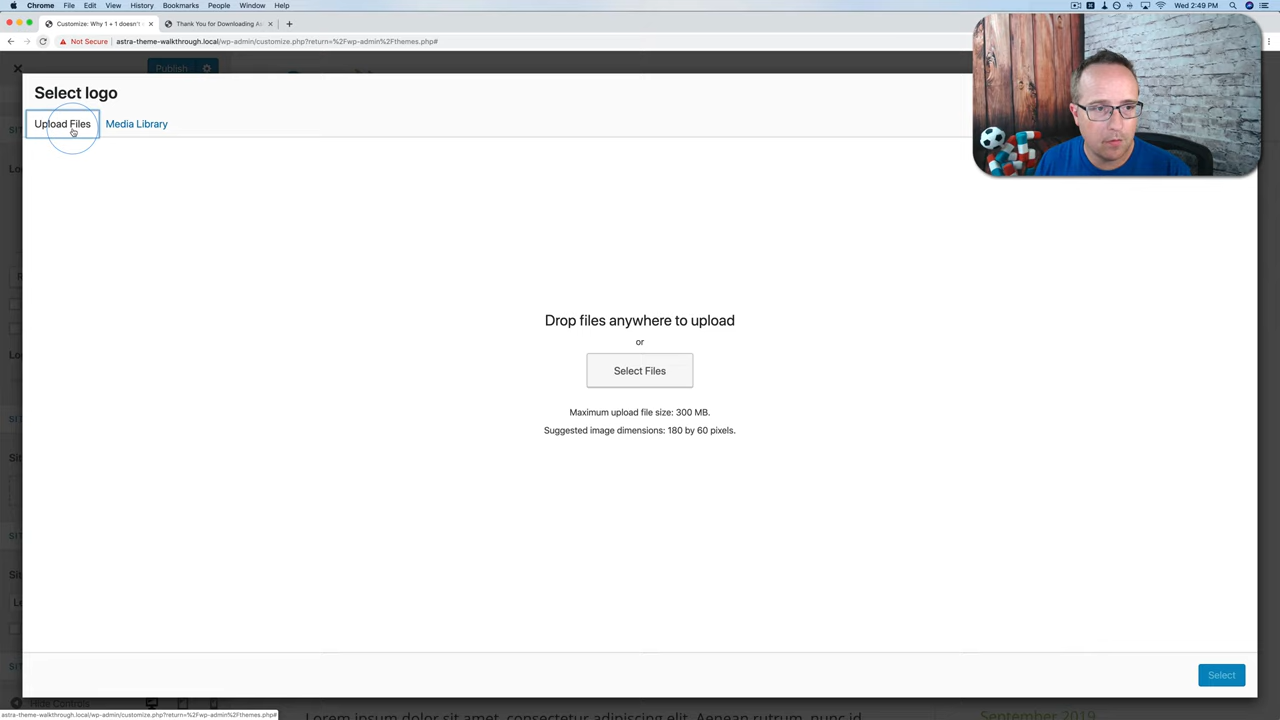 Chrome File Edit View History Bookmarks People Window Help
Wed 2:49 PM
Customize: Why 1 + 1 doesn't
Thank You for Downloading As
Not Secure
astra-theme-walkthrough.local/wp-admin/customize.php?return=%2Fwp-admin%2Fthemes.php#
Publish
Select logo
Upload Files
Media Library
Drop files anywhere to upload
or
Select Files
Maximum upload file size: 300 MB.
Suggested image dimensions: 180 by 60 pixels.
Select
Hide Controls
astra-theme-walkthrough.local/wp-admin/customize.php?return=%2Fwp-admin%2Fthemes.php#
Lorem ipsum dolor sit amet, consectetur adipiscing elit. Aenean rutrum, nunc id
September 2019